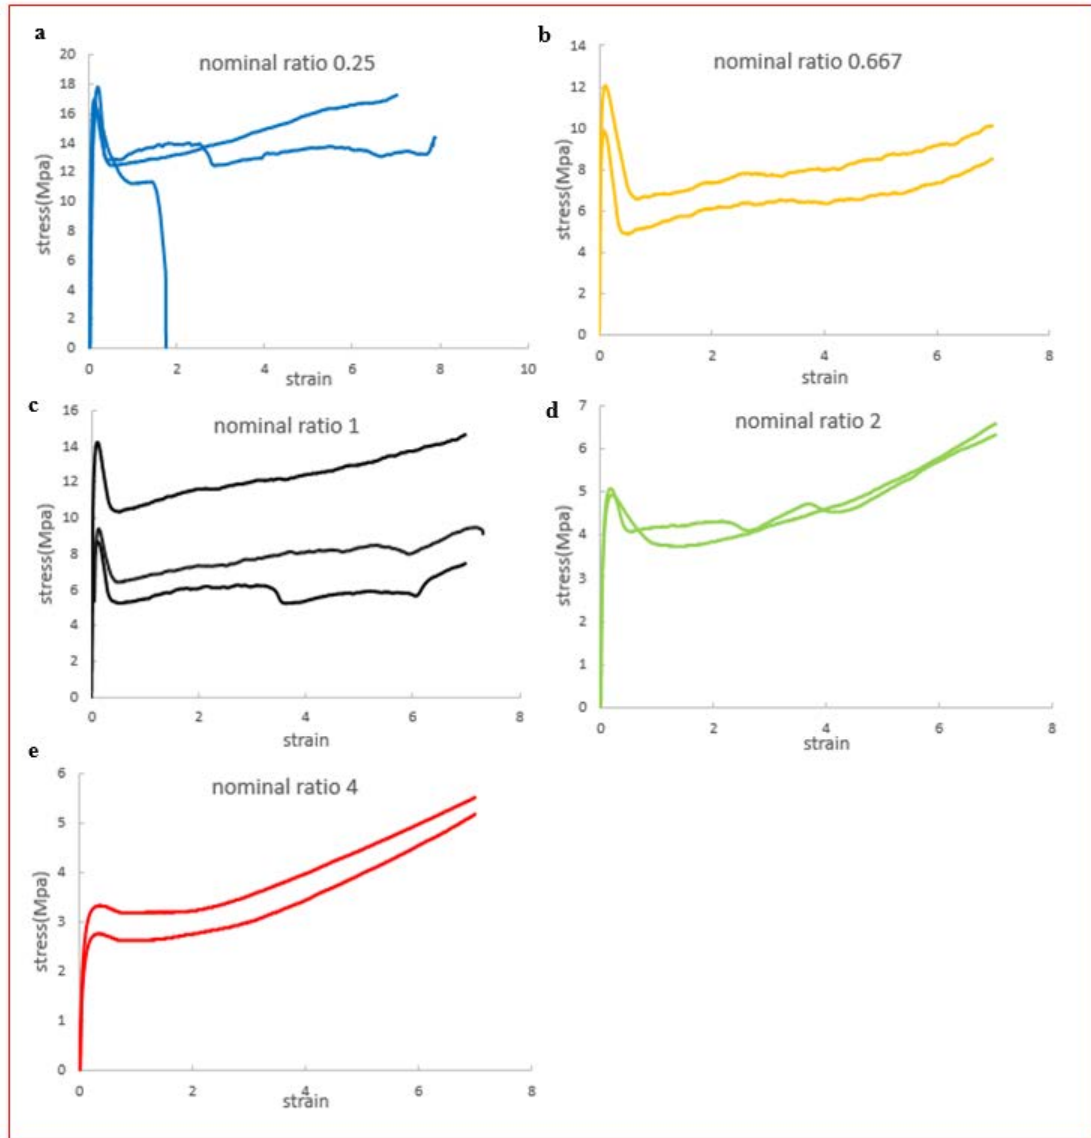 a
nominal ratio 0.25
20
18
16
14
12
10
8
6
4
2
0
stress(Mpa)
0 2 4 6 8 10
strain
b
nominal ratio 0.667
14
12
10
8
6
4
2
0
stress(Mpa)
0 2 4 6 8
strain
c
nominal ratio 1
16
14
12
10
8
6
4
2
0
stress(Mpa)
0 2 4 6 8
strain
d
nominal ratio 2
7
6
5
4
3
2
1
0
stress(Mpa)
0 2 4 6 8
strain
e
nominal ratio 4
6
5
4
3
2
1
0
stress(Mpa)
0 2 4 6 8
strain